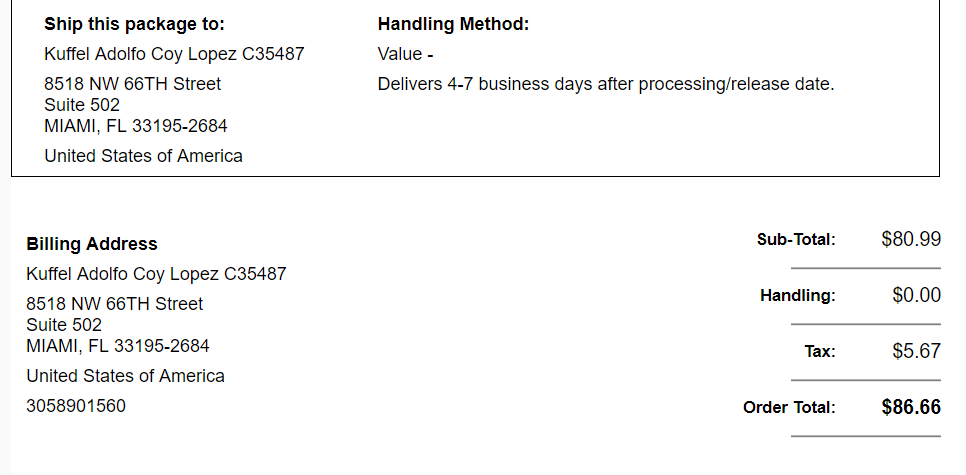 Ship this package to:
Kuffel Adolfo Coy Lopez C35487
8518 NW 66TH Street
Suite 502
MIAMI, FL 33195-2684
United States of America
Handling Method:
Value -
Delivers 4-7 business days after processing/release date.
Billing Address
Kuffel Adolfo Coy Lopez C35487
8518 NW 66TH Street
Suite 502
MIAMI, FL 33195-2684
United States of America
3058901560
Sub-Total: $80.99
Handling: $0.00
Tax: $5.67
Order Total: $86.66